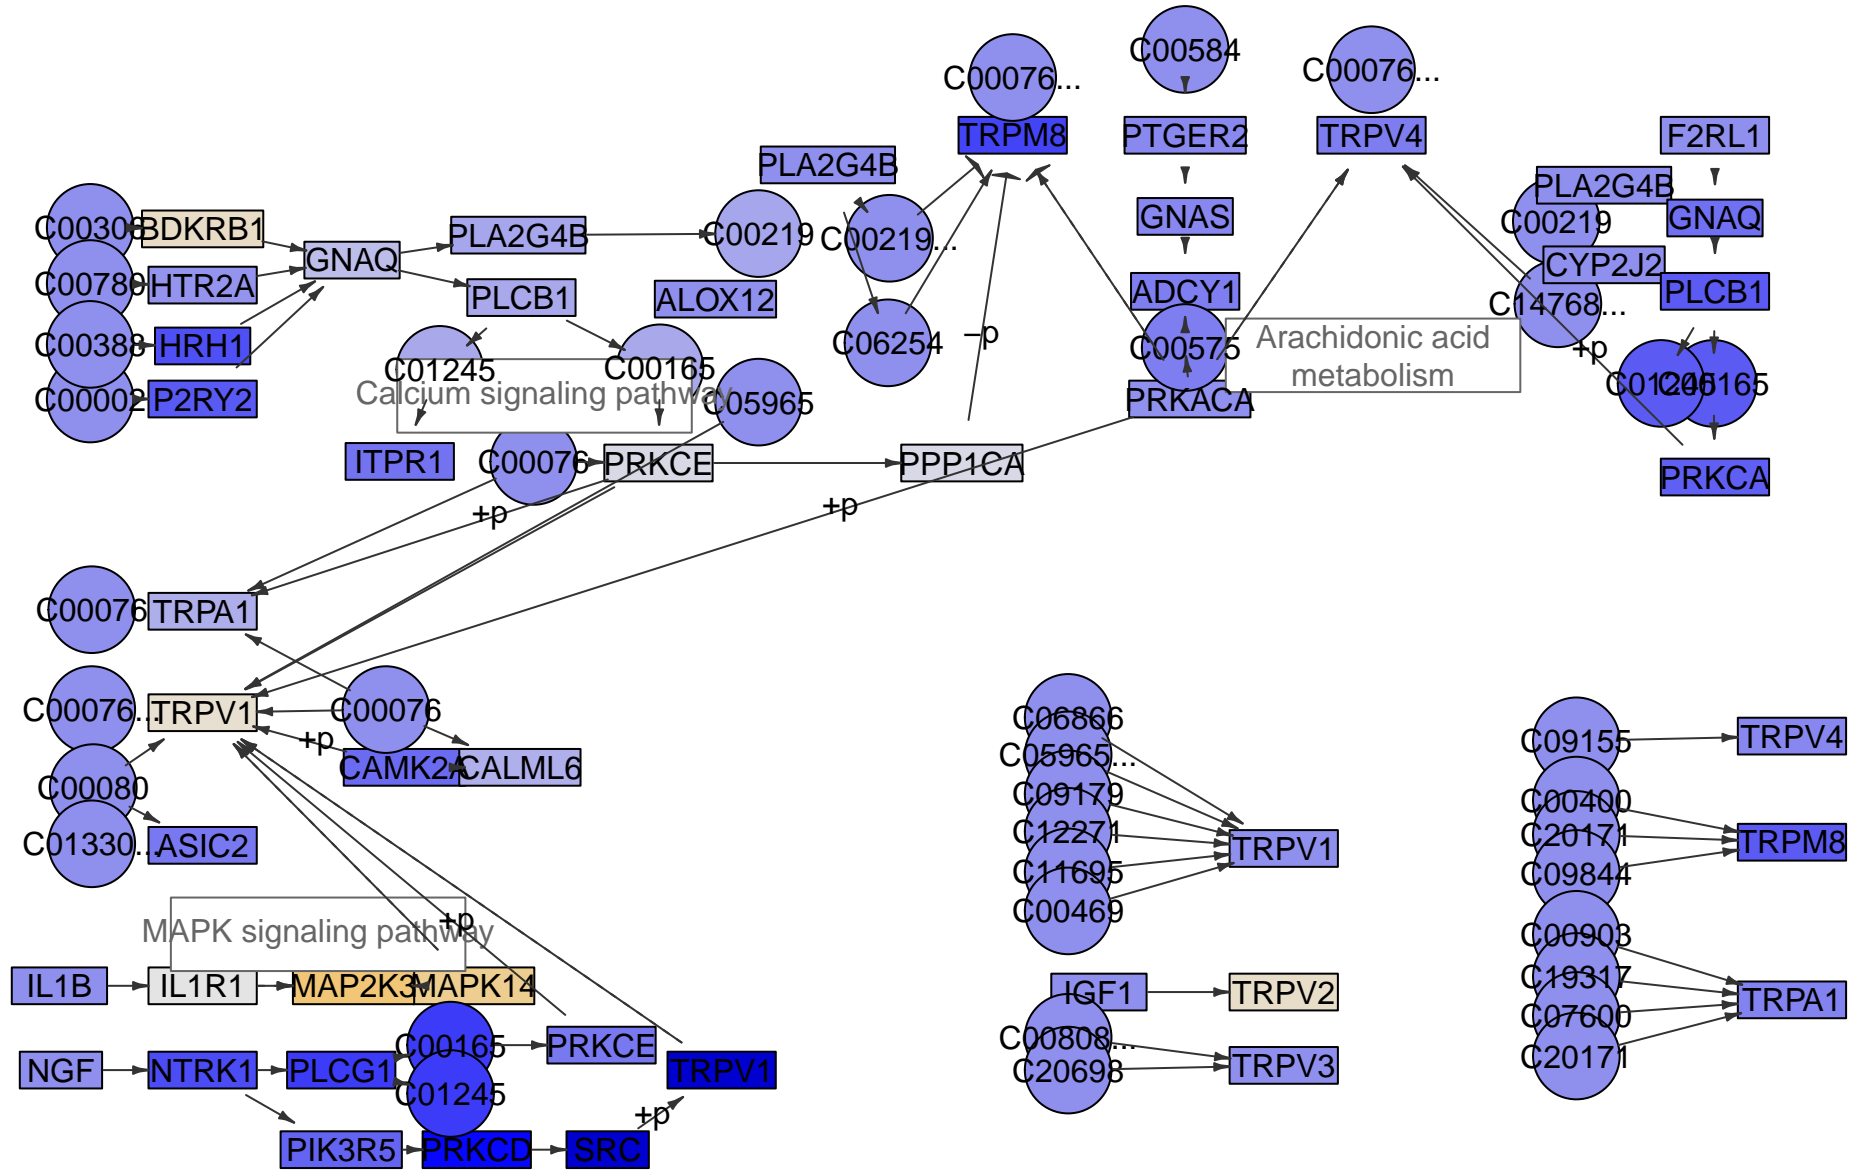 C00584
C00076...
C00076...
TRPM8
PTGER2
TRPV4
F2RL1
PLA2G4B
PLA2G4B
C00219
GNAS
GNAQ
BDKRB1
PLA2G4B
C00219
C00219...
GNAQ
CYP2J2
C00780
HTR2A
PLCB1
ALOX12
ADCY1
C14768...
PLCB1
C00388
HRH1
C06254
–p
C00575
Arachidonic acid
metabolism
+p
C01245
C00165
Calcium signaling pathway
C00002
P2RY2
C05965
PRKACA
C01245
C00165
ITPR1
C00076
PRKCE
PPP1CA
PRKCA
+p
+p
C00076
TRPA1
C00076...
TRPV1
C00076
+p
CAMK2A
CALML6
C00080
C01330...
ASIC2
C06866
C05965...
C09179
C12271
C11695
C00469
TRPV1
C09155
TRPV4
C00400
C20171
C09844
TRPM8
MAPK signaling pathway
+p
IL1B
IL1R1
MAP2K3
MAPK14
IGF1
TRPV2
C00903
C19317
C07600
C20171
TRPA1
C00808...
C20698
TRPV3
NGF
NTRK1
PLCG1
C00165
C01245
PRKCE
TRPV1
+p
PIK3R5
PRKCD
SRC